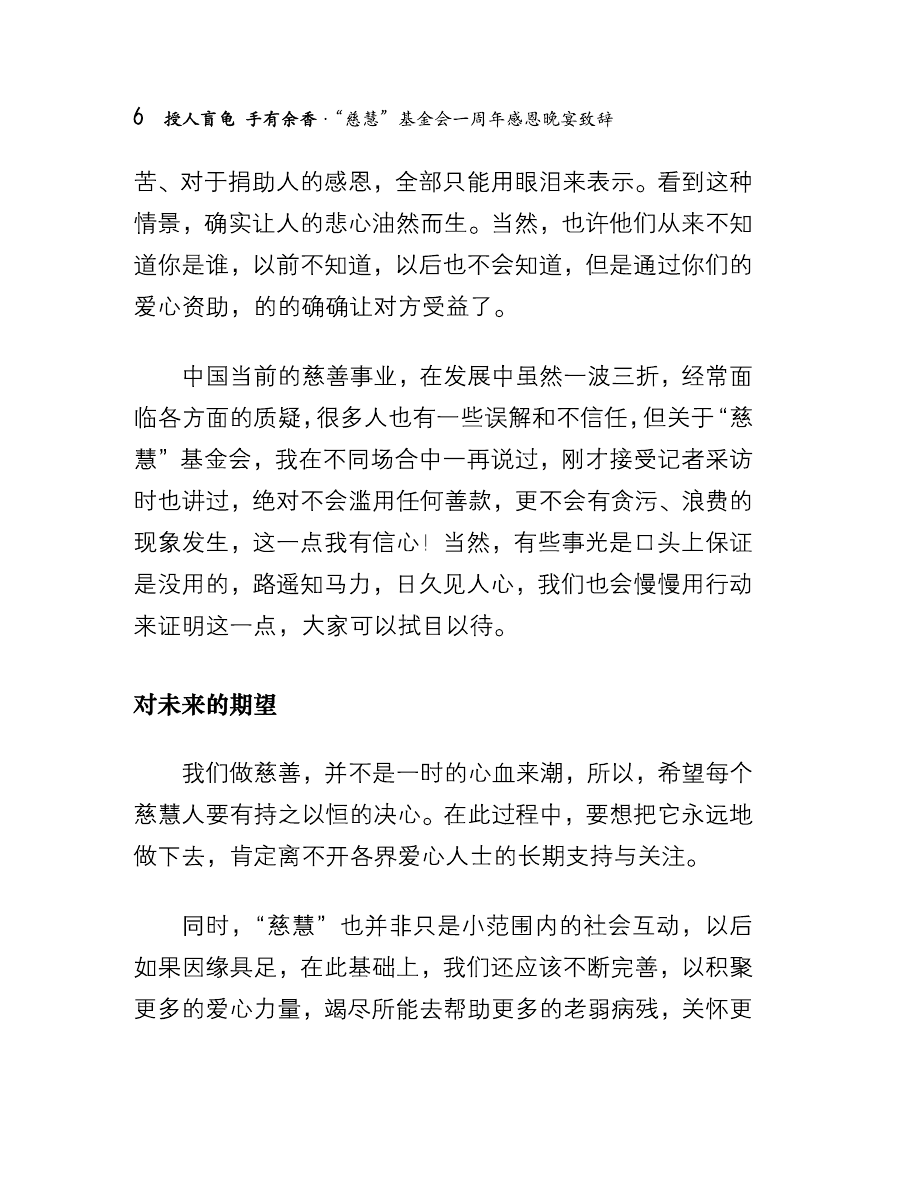 6 授人盲龟 手有余香·“慈慧”基金会一周年感恩晚宴致辞
苦、对于捐助人的感恩，全部只能用眼泪来表示。看到这种
情景，确实让人的悲心油然而生。当然，也许他们从来不知
道你是谁，以前不知道，以后也不会知道，但是通过你们的
爱心资助，的的确确让对方受益了。
中国当前的慈善事业，在发展中虽然一波三折，经常面
临各方面的质疑，很多人也有一些误解和不信任，但关于“慈
慧”基金会，我在不同场合中一再说过，刚才接受记者采访
时也讲过，绝对不会滥用任何善款，更不会有贪污、浪费的
现象发生，这一点我有信心！当然，有些事光是口头上保证
是没用的，路遥知马力，日久见人心，我们也会慢慢用行动
来证明这一点，大家可以拭目以待。
对未来的期望
我们做慈善，并不是一时的心血来潮，所以，希望每个
慈慧人要有持之以恒的决心。在此过程中，要想把它永远地
做下去，肯定离不开各界爱心人士的长期支持与关注。
同时，“慈慧”也并非只是小范围内的社会互动，以后
如果因缘具足，在此基础上，我们还应该不断完善，以积聚
更多的爱心力量，竭尽所能去帮助更多的老弱病残，关怀更